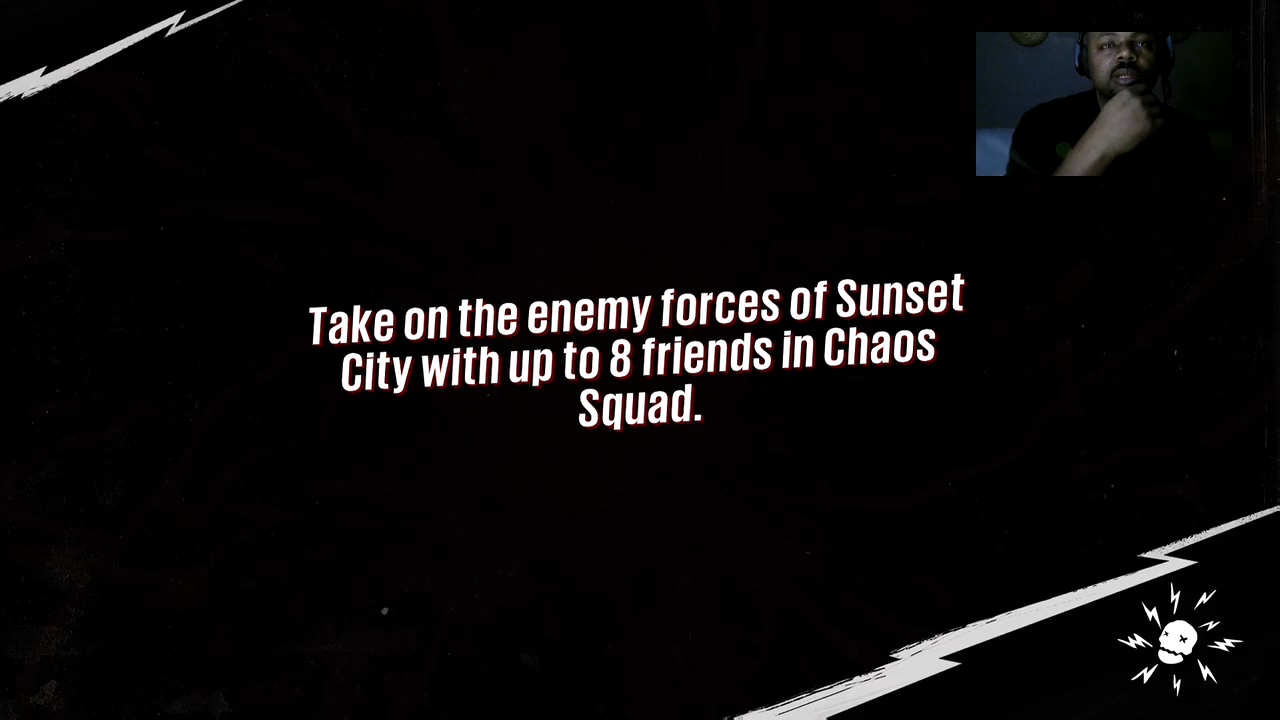 Take on the enemy forces of Sunset
City with up to 8 friends in Chaos
Squad.